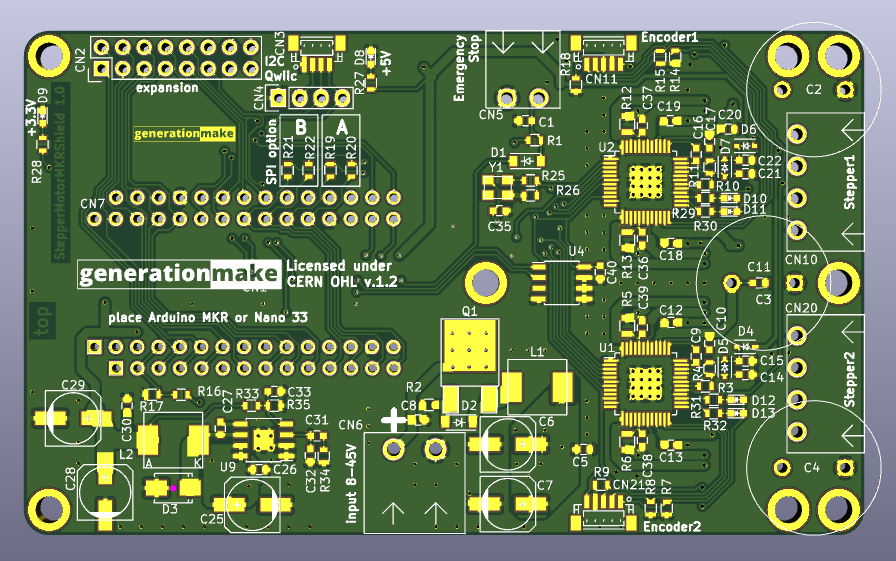 CN2
expansion
CN3
I2C
Qwiic
CN4
D8
+5V
R27
Emergency
Stop
CN5
R18
Encoder1
CN11
R15
R14
C2
+3.3V
D9
R28
StepperMotorMKRShield 1.0
generationmake
SPI option
B
A
R21
R22
R19
R20
C1
R1
D1
Y1
R25
R26
C35
R12
C37
C19
U2
C16
C17
C20
D6
D7
C22
C21
R11
R10
D10
D11
R29
R30
Stepper1
CN7
generationmake
Licensed under
CERN OHL v.1.2
CN1
U4
C40
R13
C36
C18
C11
C3
CN10
top
place Arduino MKR or Nano 33
Q1
R5
C39
C12
C10
C9
D4
D5
CN20
U1
C15
C14
R4
R3
R31
D12
D13
R32
Stepper2
L1
C29
C30
R17
R16
C27
R33
C33
R35
C31
R2
C8
D2
CN6
C6
C5
R6
C38
C13
C4
C28
L2
A
K
D3
U9
C26
C32
R34
C25
input 8-45V
C7
R9
CN21
R8
R7
Encoder2